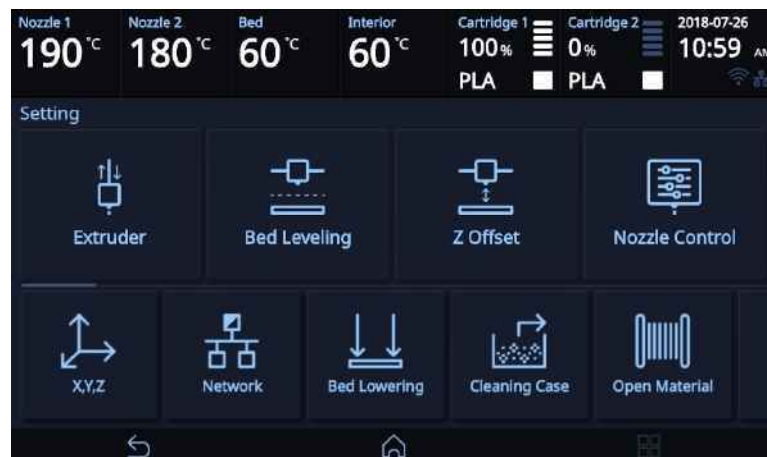 Nozzle 1 Nozzle 2 Bed Interior Cartridge 1 Cartridge 2 2018-07-26
190 °C 180 °C 60 °C 60 °C 100 % 0 % 10:59 AM
PLA PLA
Setting
Extruder Bed Leveling Z Offset Nozzle Control
X,Y,Z Network Bed Lowering Cleaning Case Open Material